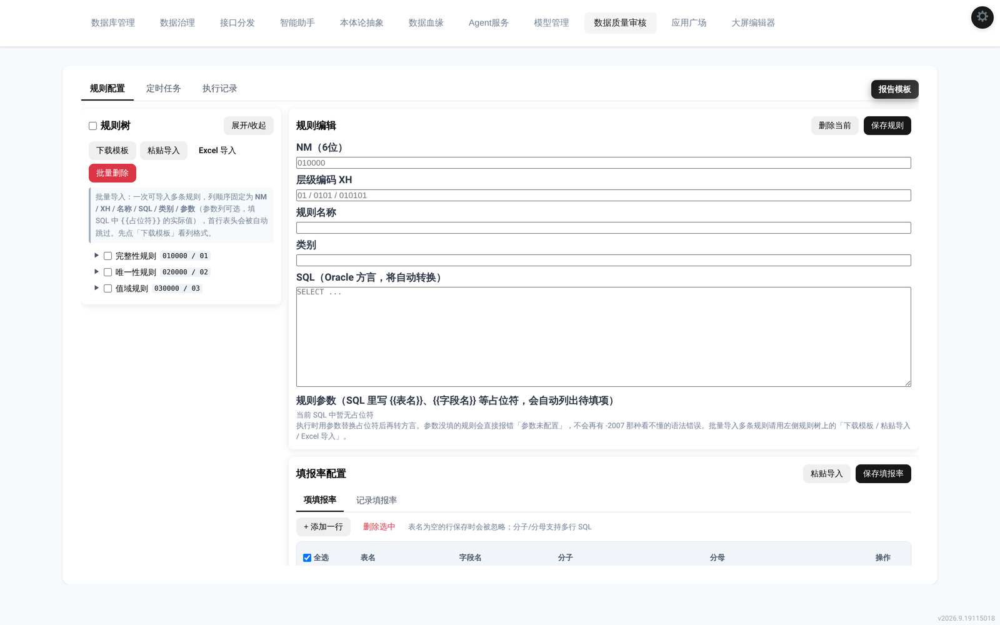 数据库管理 数据治理 接口分发 智能助手 本体论抽象 数据血缘 Agent服务 模型管理 数据质量审核 应用广场 大屏编辑器
规则配置 定时任务 执行记录 报告模板
规则树 展开/收起
下载模板 粘贴导入 Excel 导入
批量删除
批量导入：一次可导入多条规则，列顺序固定为 NM
/ XH / 名称 / SQL / 类别 / 参数（参数列可选，填
SQL 中 {{占位符}} 的实际值），首行表头会被自动
跳过。先点「下载模板」看列格式。
完整性规则 010000 / 01
唯一性规则 020000 / 02
值域规则 030000 / 03
规则编辑 删除当前 保存规则
NM（6位）
010000
层级编码 XH
01 / 0101 / 010101
规则名称
类别
SQL（Oracle 方言，将自动转换）
SELECT ...
规则参数（SQL 里写 {{表名}}、{{字段名}} 等占位符，会自动列出待填项）
当前 SQL 中暂无占位符
执行时用参数替换占位符后再转方言。参数没填的规则会直接报错「参数未配置」，不会再有 -2007 那种看不懂的语法错误。批量导入多条规则请用左侧规则树上的「下载模板 / 粘贴导入
/ Excel 导入」。
填报率配置 粘贴导入 保存填报率
项填报率 记录填报率
+ 添加一行 删除选中 表名为空的行保存时会被忽略；分子/分母支持多行 SQL
全选 表名 字段名 分子 分母 操作
v2026.9.19115018